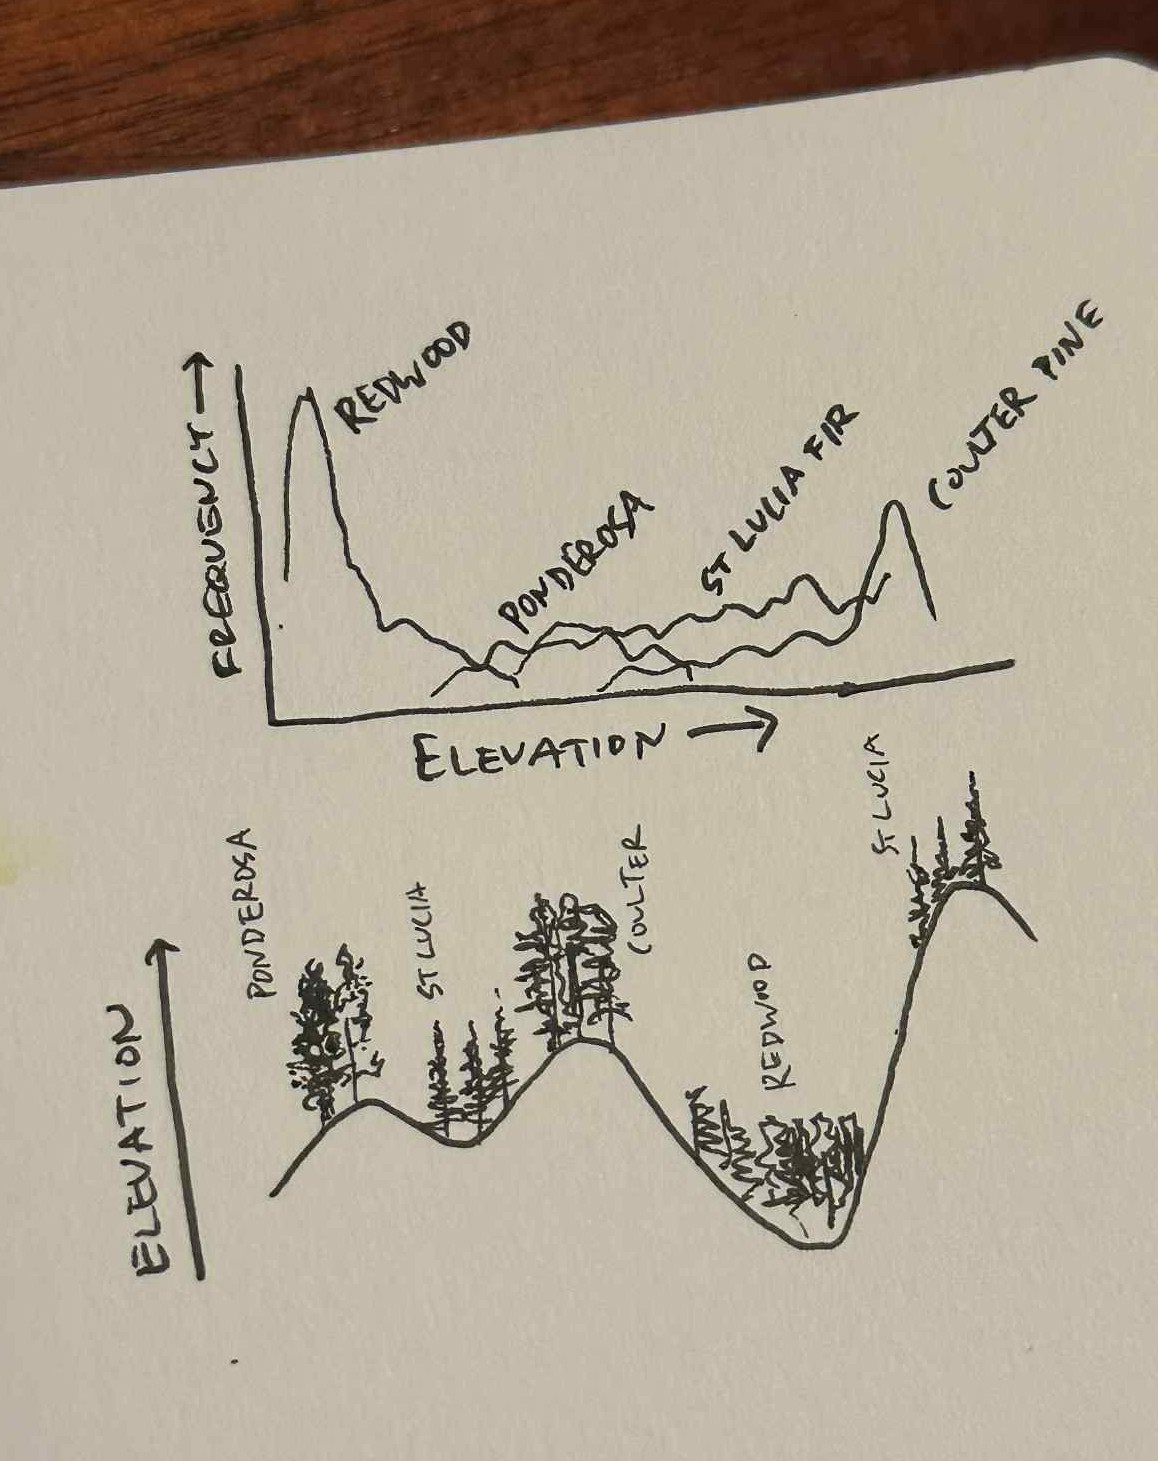 FREQUENCY
REDWOOD
PONDEROSA
ST LUCIA FIR
COULTER PINE
ELEVATION
ELEVATION
PONDEROSA
ST LUCIA
COULTER
REDWOOD
ST LUCIA